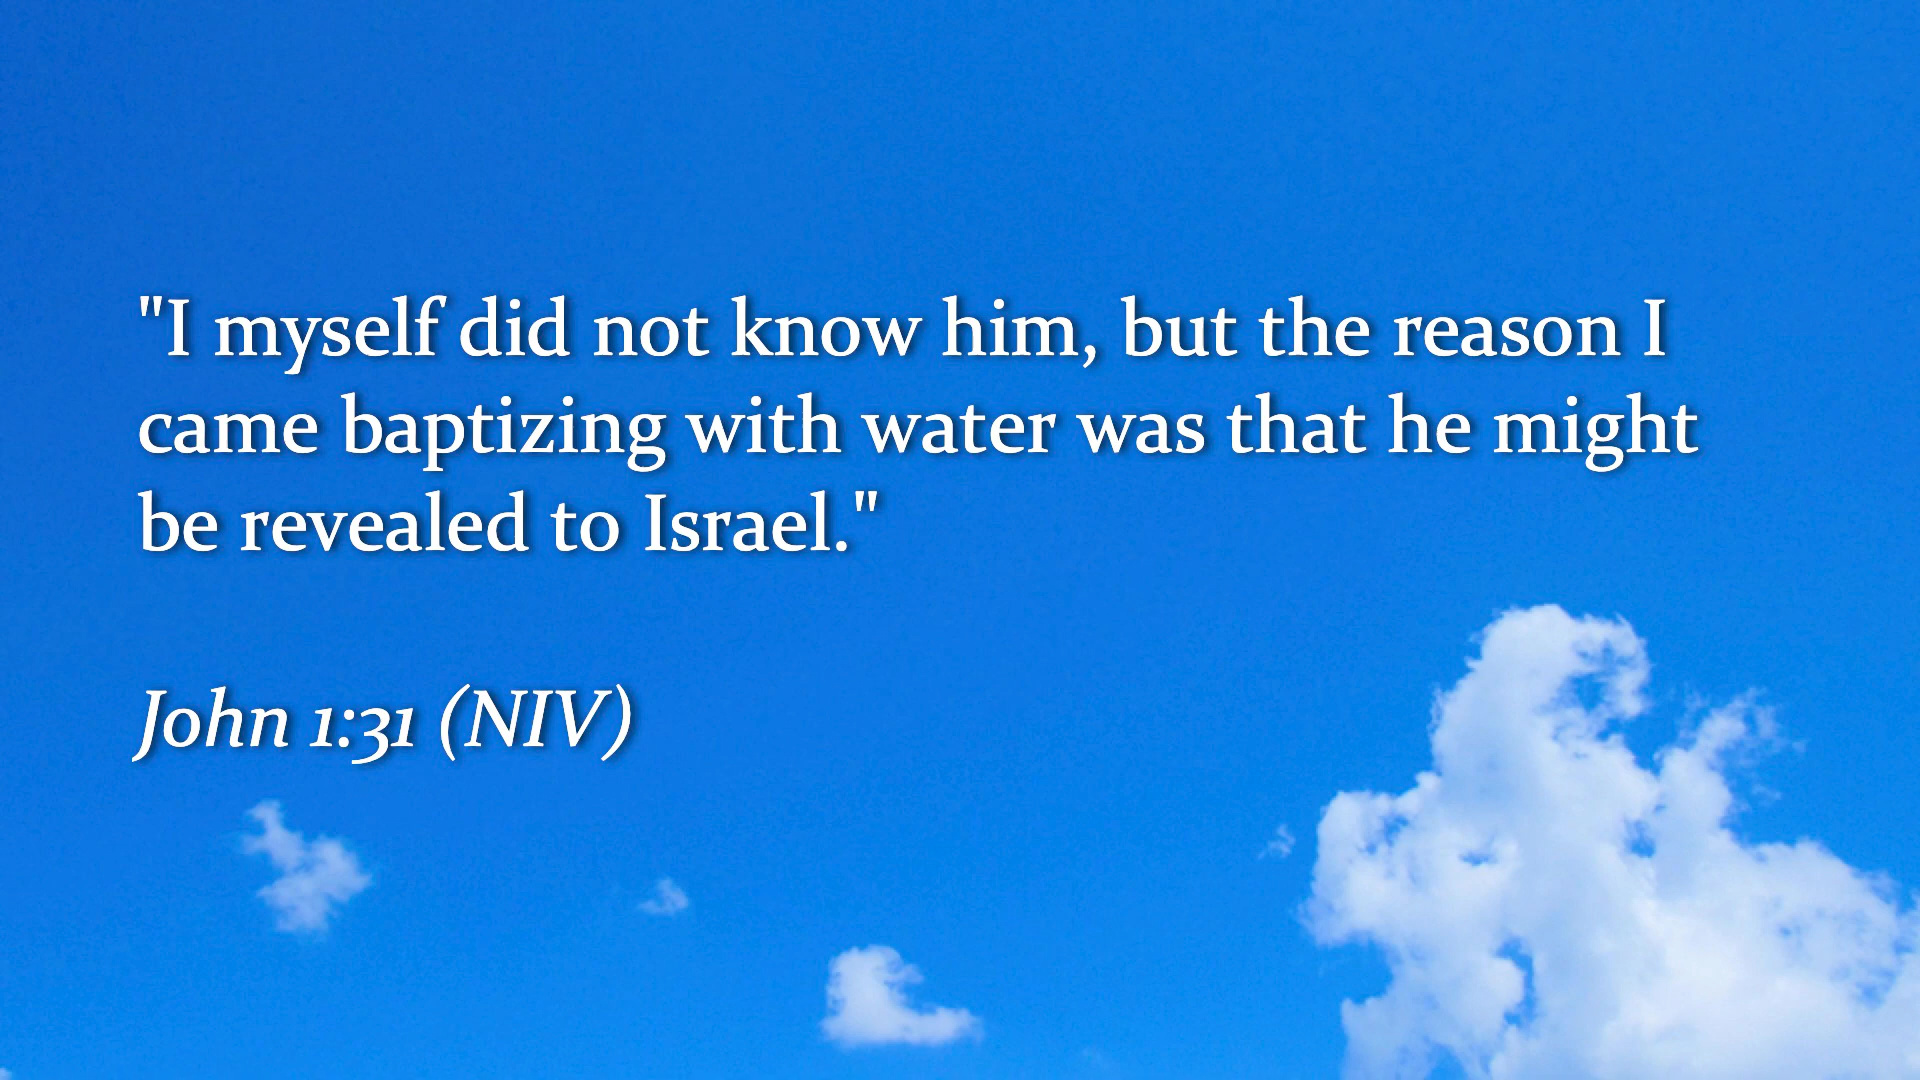 "I myself did not know him, but the reason I
came baptizing with water was that he might
be revealed to Israel."
John 1:31 (NIV)